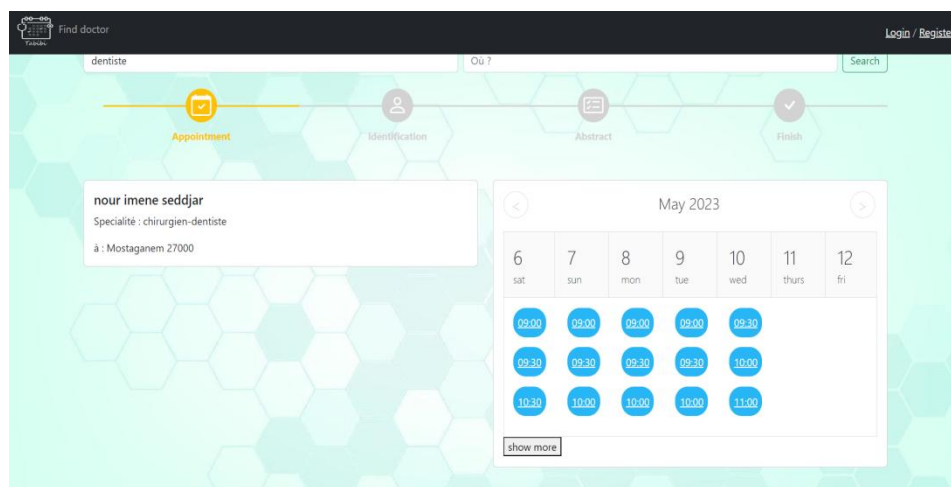 Find doctor
Tabibi
Login / Registe
dentiste
Où ?
Search
Appointment
Identification
Abstract
Finish
nour imene seddjar
Specialité : chirurgien-dentiste
à : Mostaganem 27000
< May 2023 >
6 7 8 9 10 11 12
sat sun mon tue wed thurs fri
09:00 09:00 09:00 09:00 09:30
09:30 09:30 09:30 09:30 10:00
10:30 10:00 10:00 10:00 11:00
show more